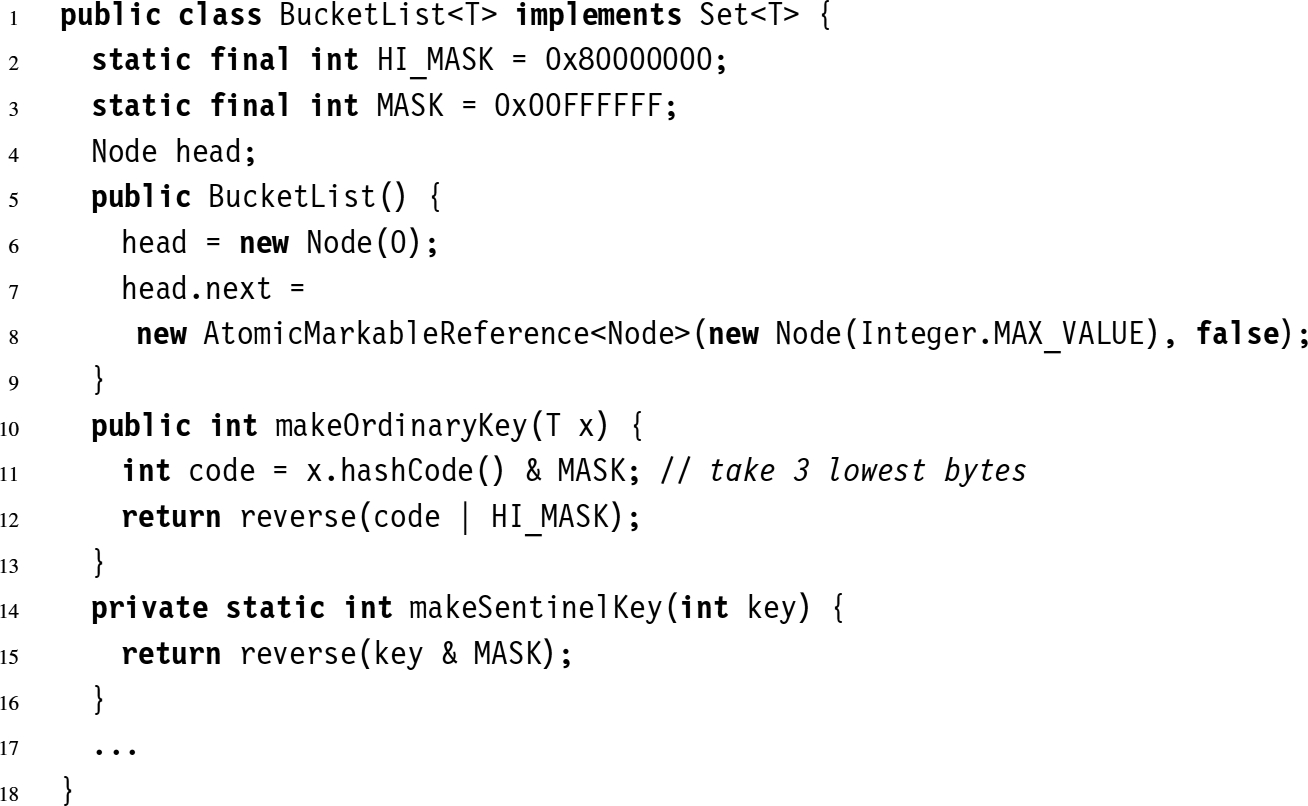 1 public class BucketList<T> implements Set<T> {
2 static final int HI_MASK = 0x80000000;
3 static final int MASK = 0x00FFFFFF;
4 Node head;
5 public BucketList() {
6 head = new Node(0);
7 head.next =
8 new AtomicMarkableReference<Node>(new Node(Integer.MAX_VALUE), false);
9 }
10 public int makeOrdinaryKey(T x) {
11 int code = x.hashCode() & MASK; // take 3 lowest bytes
12 return reverse(code | HI_MASK);
13 }
14 private static int makeSentinelKey(int key) {
15 return reverse(key & MASK);
16 }
17 ...
18 }